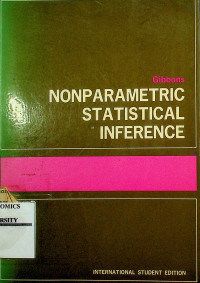 Gibbons
NONPARAMETRIC
STATISTICAL
INFERENCE
OMICS
RSITY
INTERNATIONAL STUDENT EDITION